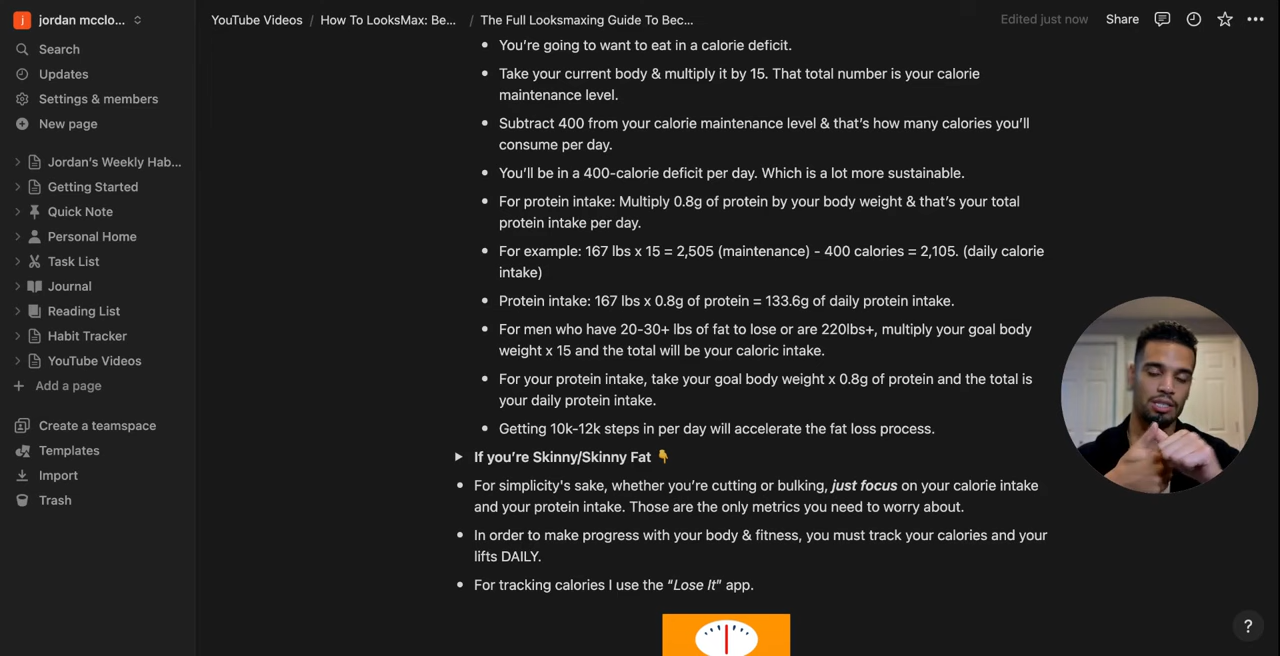 j jordan mcclo...
YouTube Videos / How To LooksMax: Be... / The Full Looksmaxing Guide To Bec...
Edited just now Share
Search
Updates
Settings & members
New page
Jordan’s Weekly Hab...
Getting Started
Quick Note
Personal Home
Task List
Journal
Reading List
Habit Tracker
YouTube Videos
Add a page
Create a teamspace
Templates
Import
Trash
You’re going to want to eat in a calorie deficit.
Take your current body & multiply it by 15. That total number is your calorie
maintenance level.
Subtract 400 from your calorie maintenance level & that’s how many calories you’ll
consume per day.
You’ll be in a 400-calorie deficit per day. Which is a lot more sustainable.
For protein intake: Multiply 0.8g of protein by your body weight & that’s your total
protein intake per day.
For example: 167 lbs x 15 = 2,505 (maintenance) - 400 calories = 2,105. (daily calorie
intake)
Protein intake: 167 lbs x 0.8g of protein = 133.6g of daily protein intake.
For men who have 20-30+ lbs of fat to lose or are 220lbs+, multiply your goal body
weight x 15 and the total will be your caloric intake.
For your protein intake, take your goal body weight x 0.8g of protein and the total is
your daily protein intake.
Getting 10k-12k steps in per day will accelerate the fat loss process.
If you’re Skinny/Skinny Fat 👇
For simplicity's sake, whether you’re cutting or bulking, just focus on your calorie intake
and your protein intake. Those are the only metrics you need to worry about.
In order to make progress with your body & fitness, you must track your calories and your
lifts DAILY.
For tracking calories I use the “Lose It” app.
?